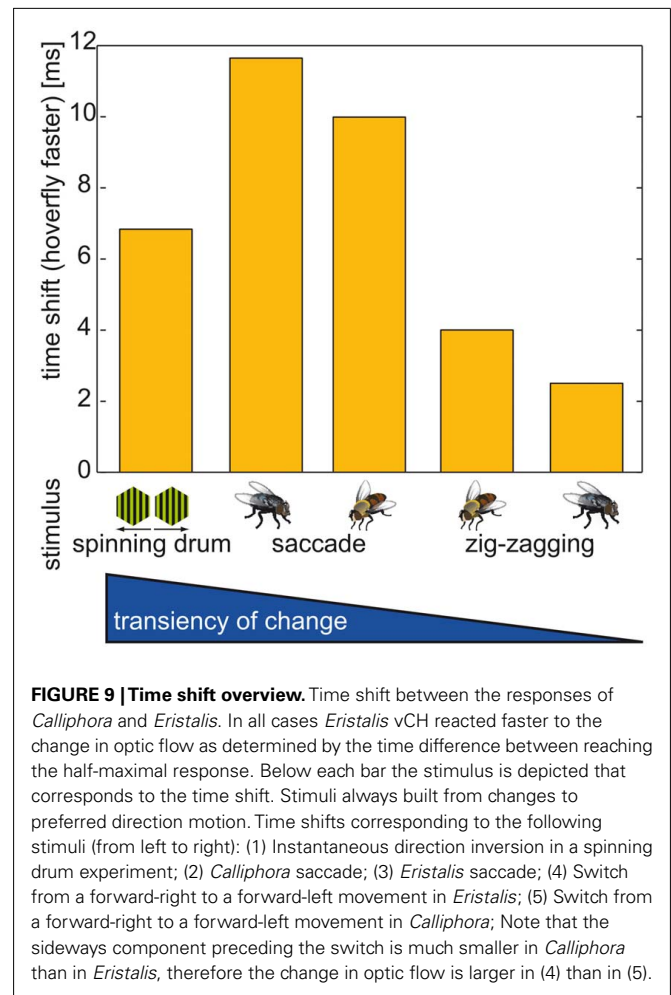 12
10
8
6
4
2
0
time shift (hoverfly faster) [ms]
stimulus
spinning drum
saccade
zig-zagging
transiency of change
FIGURE 9 | Time shift overview. Time shift between the responses of
Calliphora and Eristalis. In all cases Eristalis vCH reacted faster to the
change in optic flow as determined by the time difference between reaching
the half-maximal response. Below each bar the stimulus is depicted that
corresponds to the time shift. Stimuli always built from changes to
preferred direction motion. Time shifts corresponding to the following
stimuli (from left to right): (1) Instantaneous direction inversion in a spinning
drum experiment; (2) Calliphora saccade; (3) Eristalis saccade; (4) Switch
from a forward-right to a forward-left movement in Eristalis; (5) Switch from
a forward-right to a forward-left movement in Calliphora; Note that the
sideways component preceding the switch is much smaller in Calliphora
than in Eristalis, therefore the change in optic flow is larger in (4) than in (5).